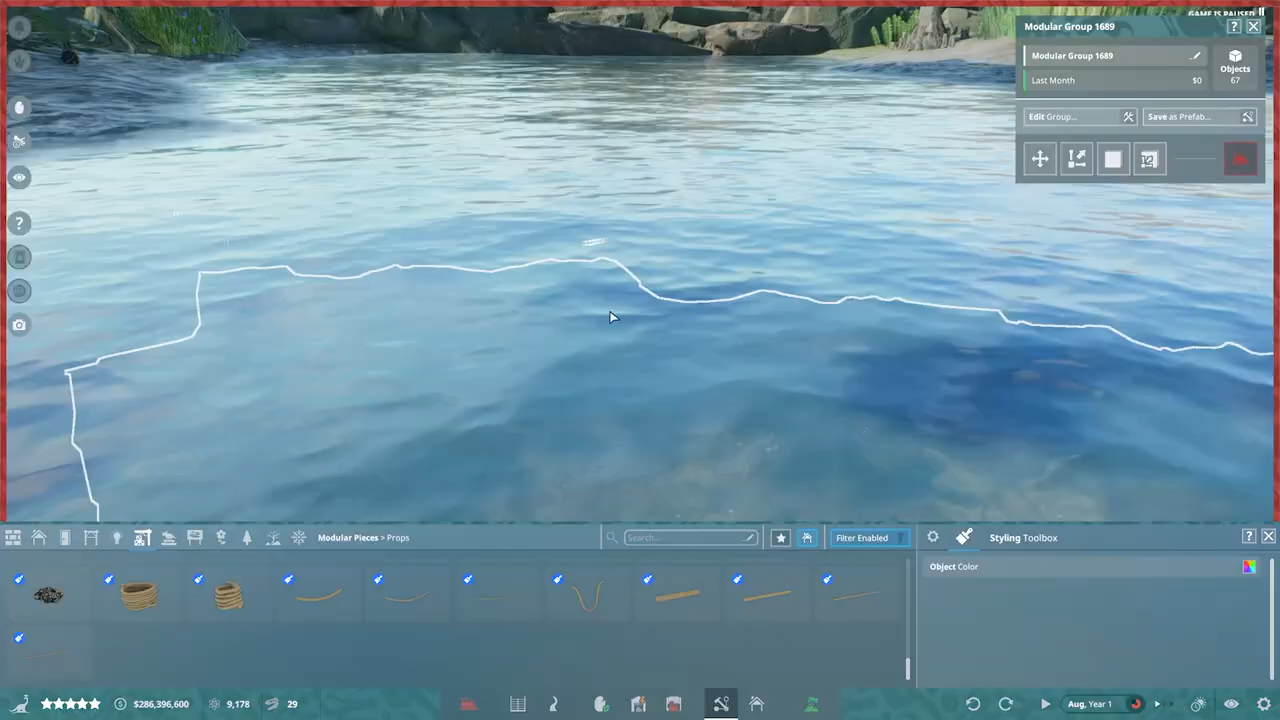 GAME IS PAUSED
Modular Group 1689
Modular Group 1689
Last Month $0
Objects
67
Edit Group...
Save as Prefab...
Modular Pieces > Props
Search...
Filter Enabled
Styling Toolbox
Object Color
$286,396,600
9,178
29
Aug, Year 1